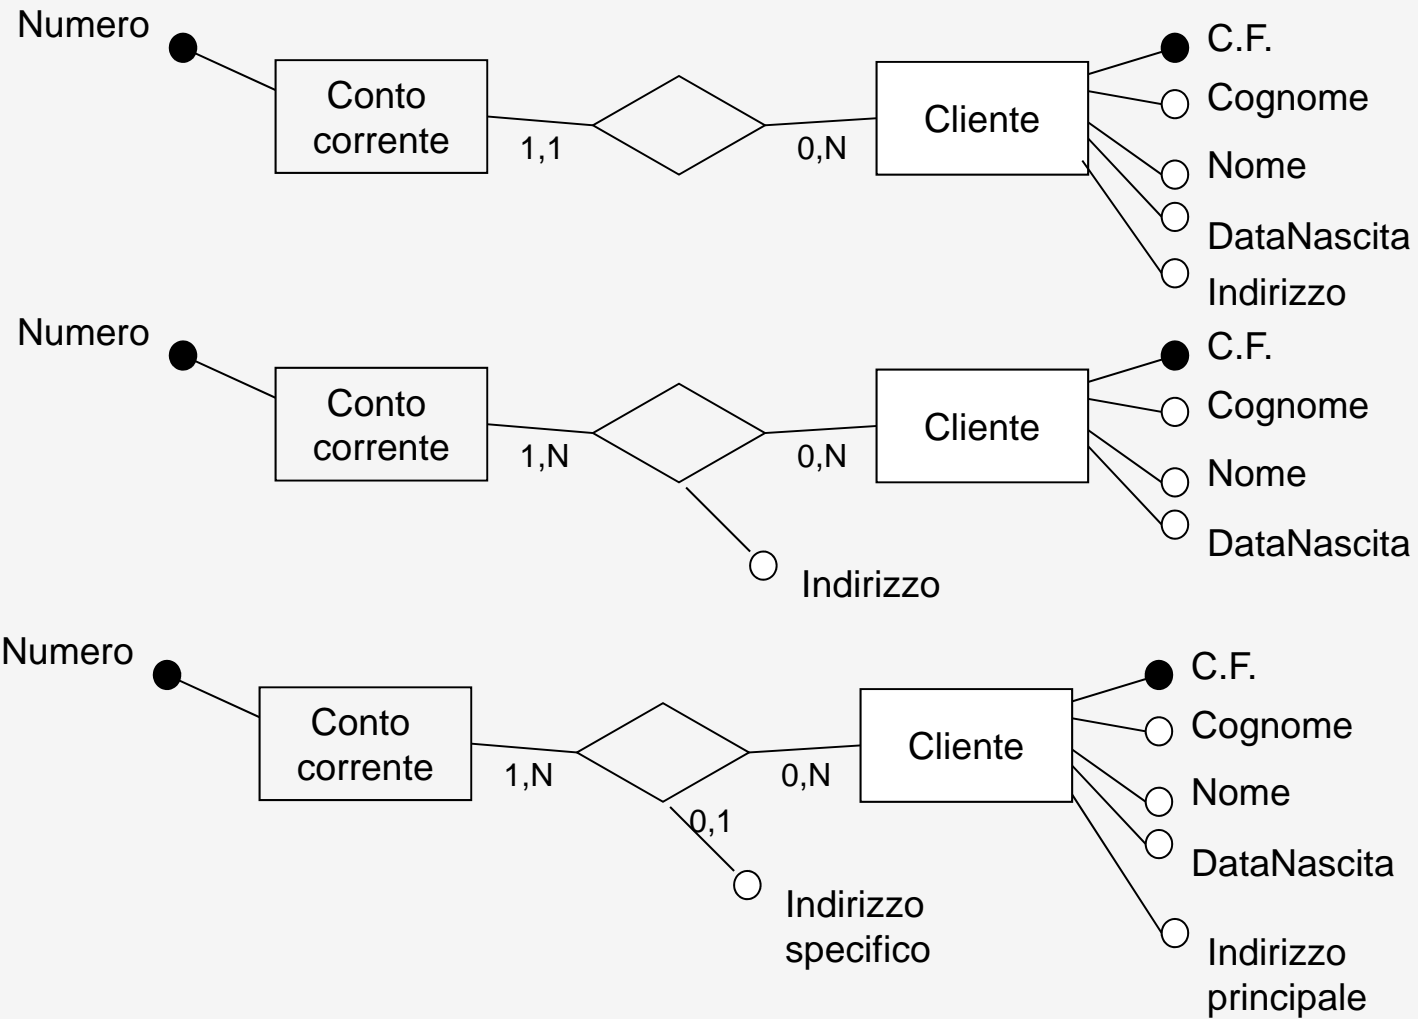 Numero
Conto
corrente
1,1
0,N
Cliente
C.F.
Cognome
Nome
DataNascita
Indirizzo
Numero
Conto
corrente
1,N
0,N
Cliente
C.F.
Cognome
Nome
DataNascita
Indirizzo
Numero
Conto
corrente
1,N
0,N
0,1
Cliente
C.F.
Cognome
Nome
DataNascita
Indirizzo
specifico
Indirizzo
principale